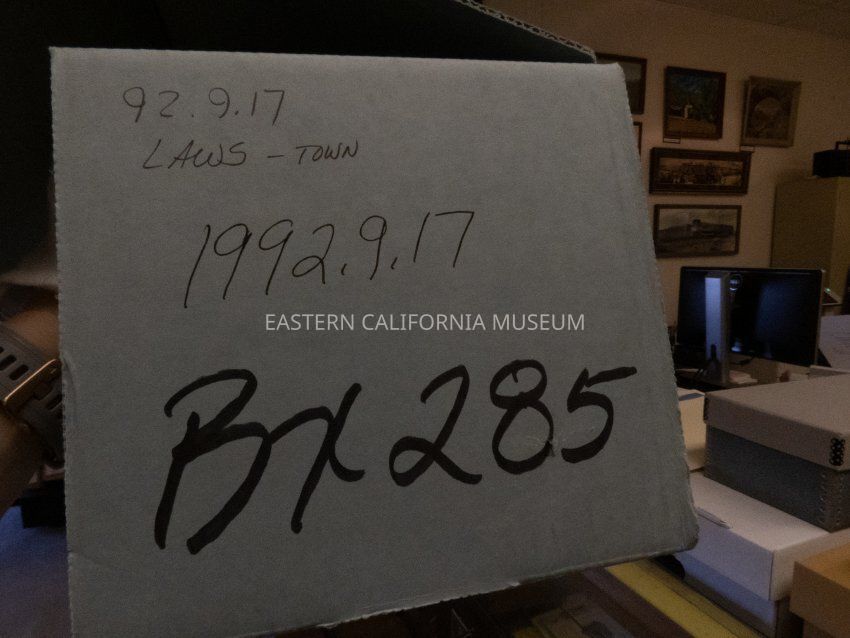 92.9.17
LAWS - TOWN
1992.9.17
EASTERN CALIFORNIA MUSEUM
Bx 285